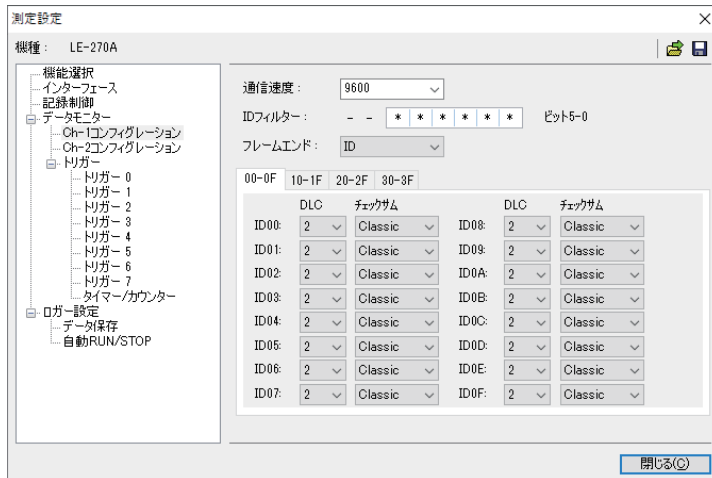 測定設定
機種： LE-270A
機能選択
インターフェース
記録制御
データモニター
Ch-1コンフィグレーション
Ch-2コンフィグレーション
トリガー
トリガー 0
トリガー 1
トリガー 2
トリガー 3
トリガー 4
トリガー 5
トリガー 6
トリガー 7
タイマー/カウンター
ロガー設定
データ保存
自動RUN/STOP
通信速度： 9600
IDフィルター： - - * * * * * * ビット5-0
フレームエンド： ID
00-0F 10-1F 20-2F 30-3F
DLC チェックサム DLC チェックサム
ID00: 2 Classic ID08: 2 Classic
ID01: 2 Classic ID09: 2 Classic
ID02: 2 Classic ID0A: 2 Classic
ID03: 2 Classic ID0B: 2 Classic
ID04: 2 Classic ID0C: 2 Classic
ID05: 2 Classic ID0D: 2 Classic
ID06: 2 Classic ID0E: 2 Classic
ID07: 2 Classic ID0F: 2 Classic
閉じる(C)